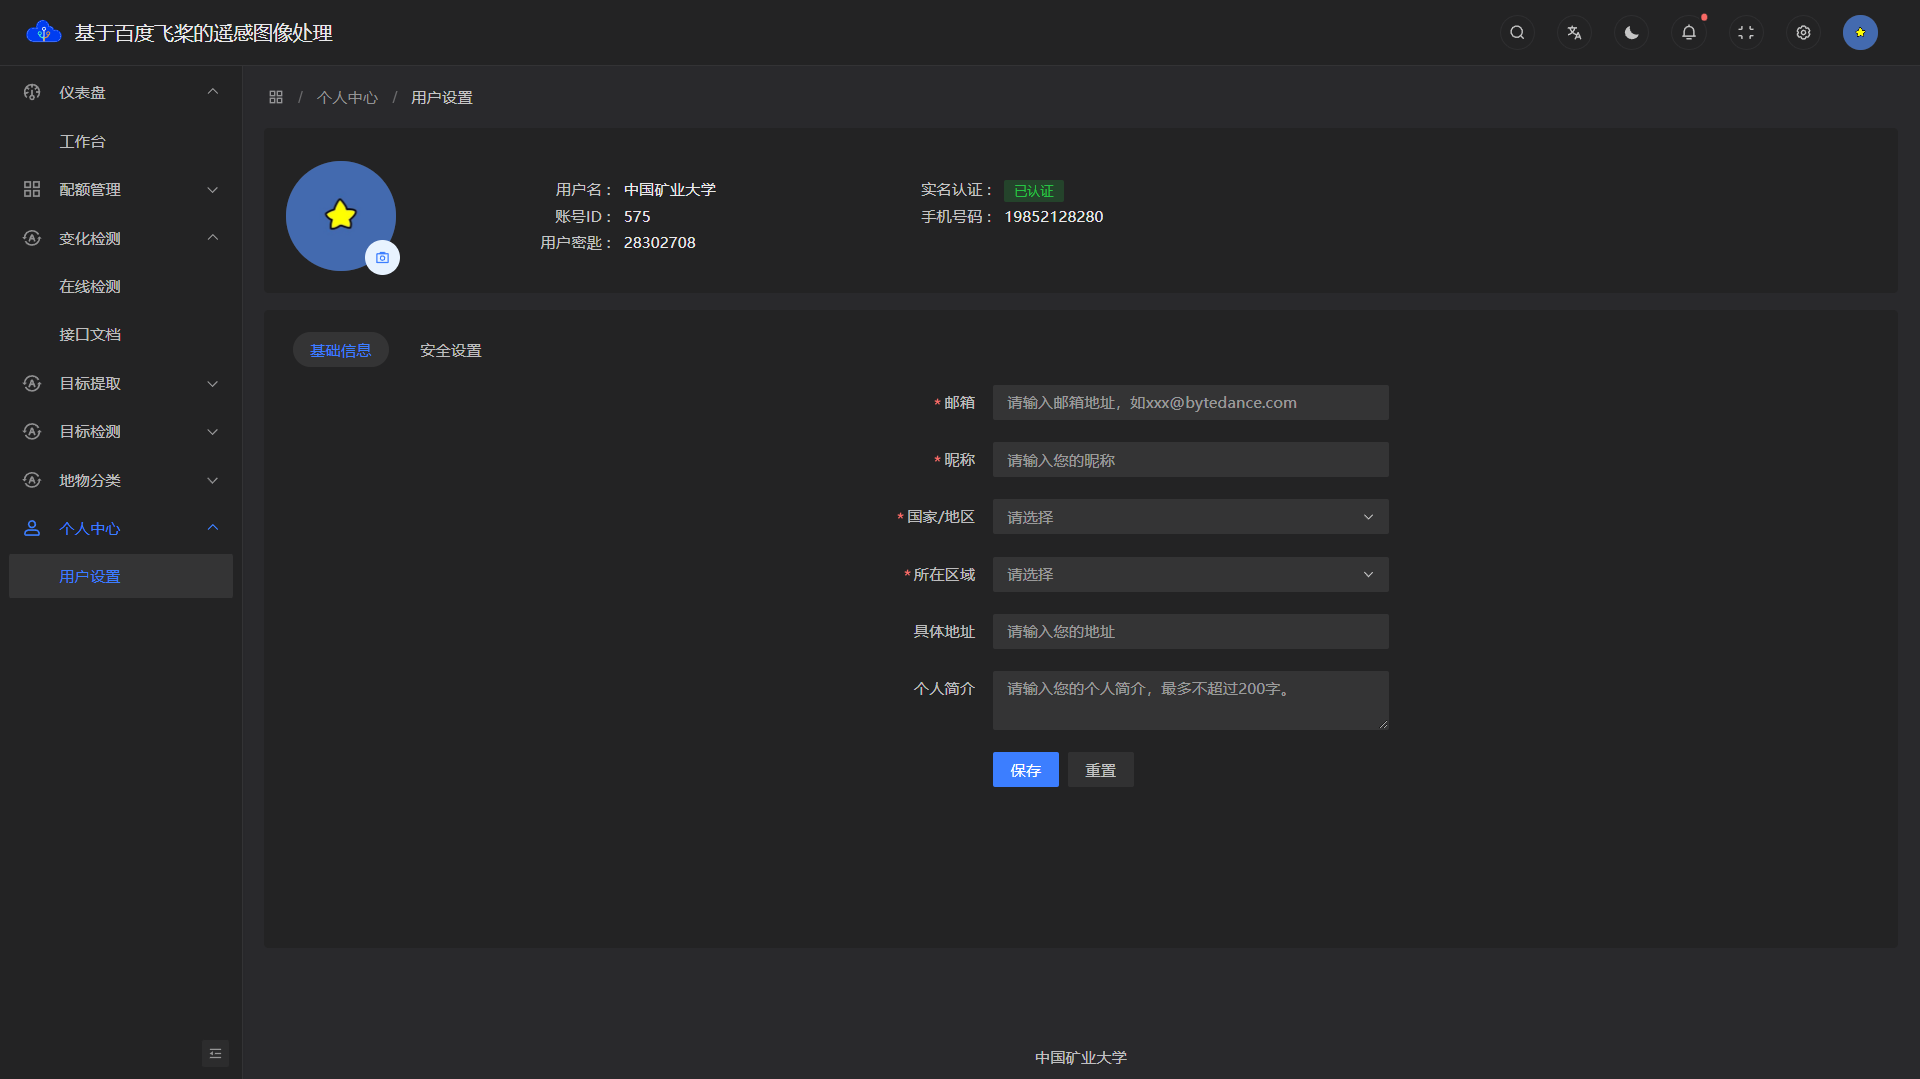 基于百度飞桨的遥感图像处理
仪表盘
工作台
配额管理
变化检测
在线检测
接口文档
目标提取
目标检测
地物分类
个人中心
用户设置
/ 个人中心 / 用户设置
用户名： 中国矿业大学
实名认证： 已认证
账号ID： 575
手机号码： 19852128280
用户密匙： 28302708
基础信息 安全设置
* 邮箱 请输入邮箱地址，如xxx@bytedance.com
* 昵称 请输入您的昵称
* 国家/地区 请选择
* 所在区域 请选择
具体地址 请输入您的地址
个人简介 请输入您的个人简介，最多不超过200字。
保存 重置
中国矿业大学